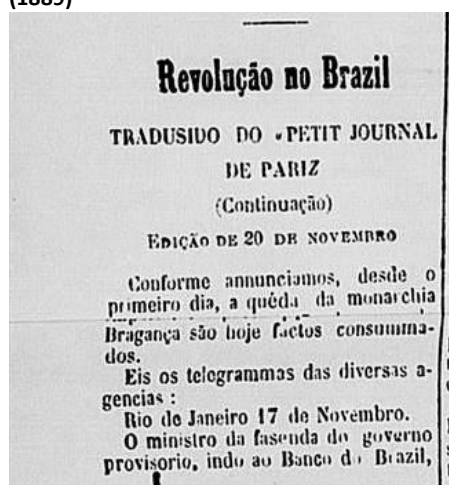 (1889)
Revolução no Brazil
TRADUSIDO DO «PETIT JOURNAL
DE PARIZ
(Continuação)
EDIÇÃO DE 20 DE NOVEMBRO
Conforme annunciamos, desde o
primeiro dia, a quéda da monarchia
Bragança são hoje factos consumma-
dos.
Eis os telegrammas das diversas a-
gencias :
Rio de Janeiro 17 de Novembro.
O ministro da fasenda do governo
provisorio, indo ao Banco do Brazil,